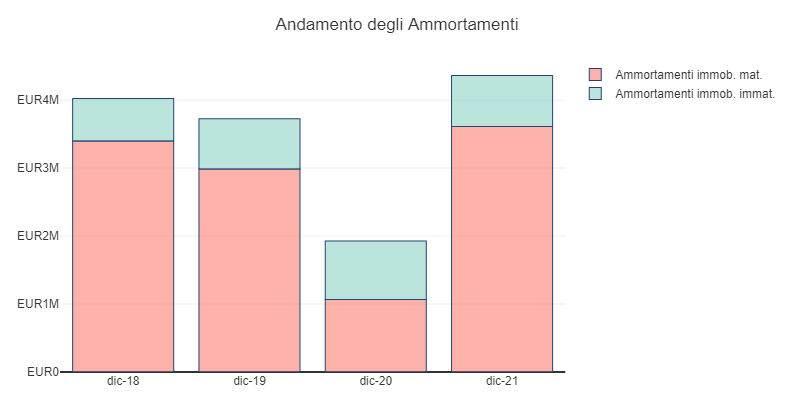 Andamento degli Ammortamenti
Ammortamenti immob. mat.
Ammortamenti immob. immat.
EUR4M
EUR3M
EUR2M
EUR1M
EUR0
dic-18 dic-19 dic-20 dic-21